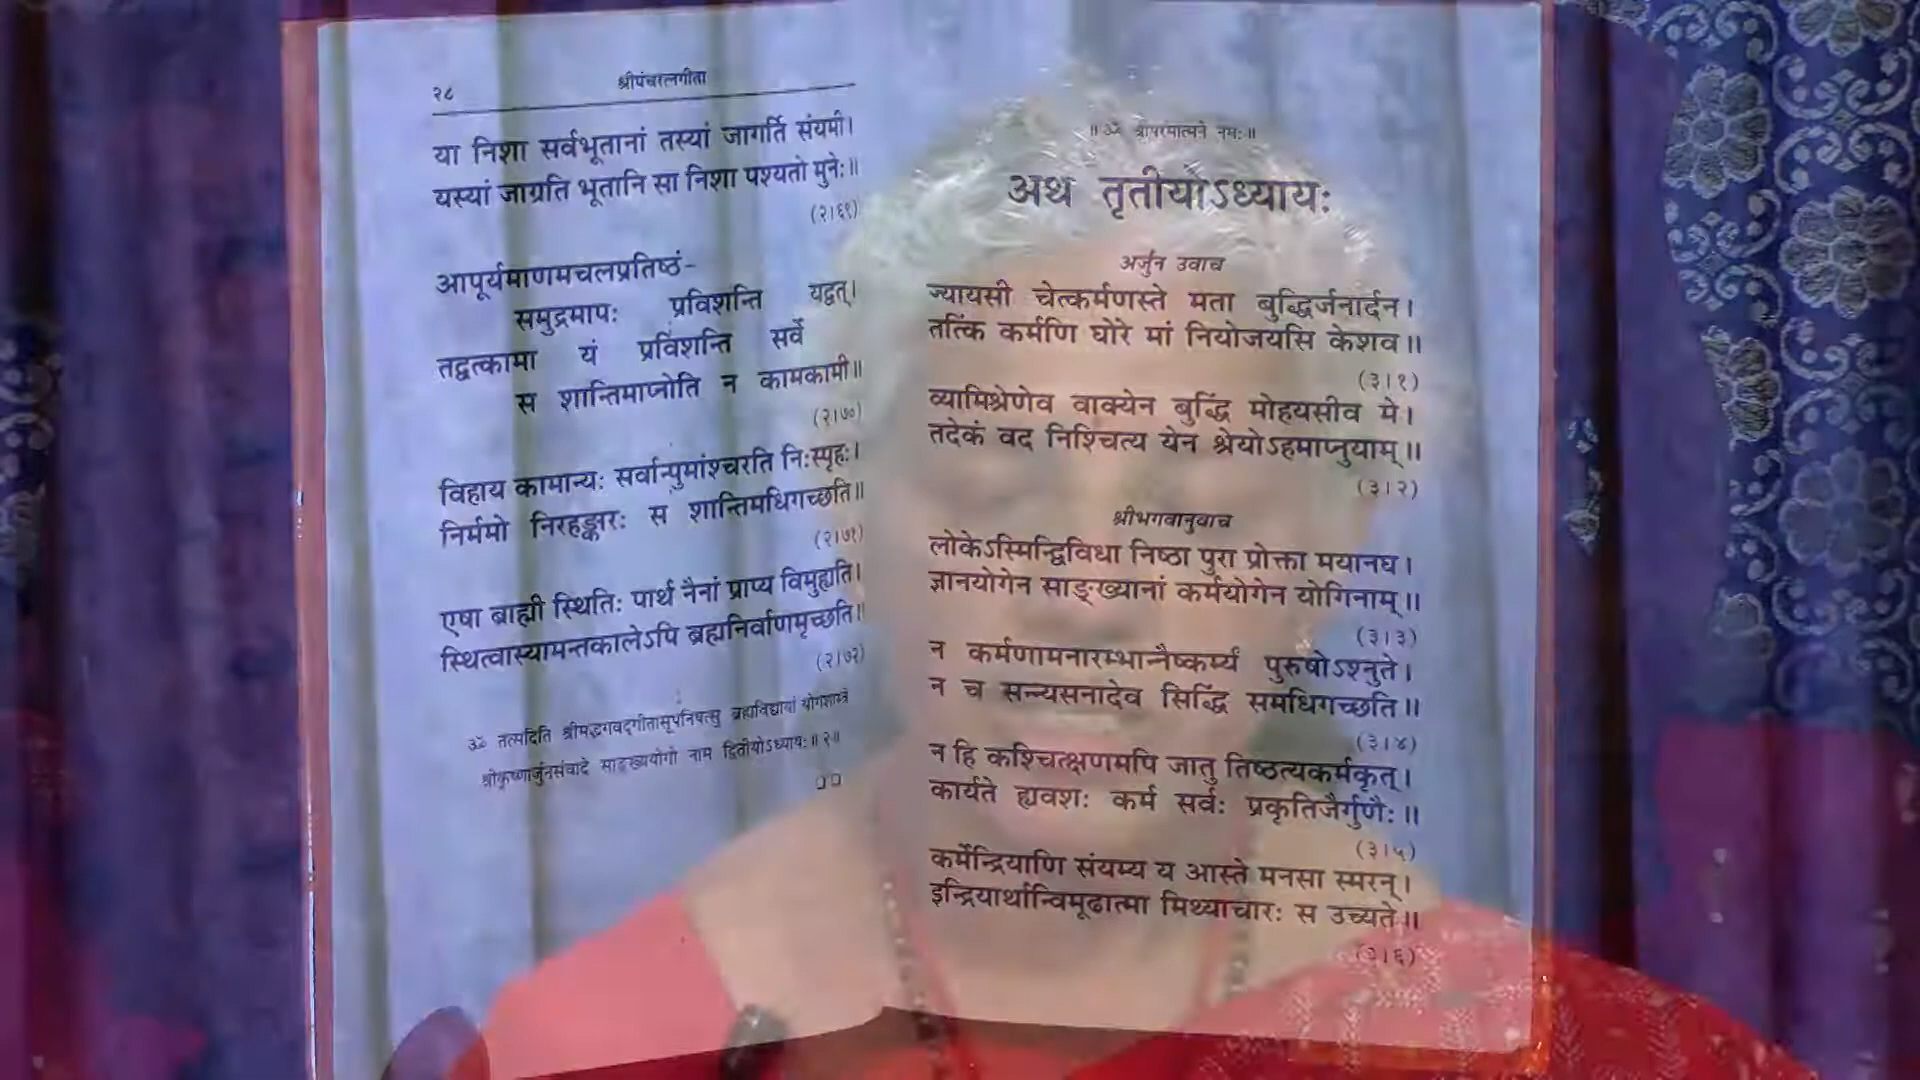 २८
श्रीपंचरत्नगीता
या निशा सर्वभूतानां तस्यां जागर्ति संयमी।
यस्यां जाग्रति भूतानि सा निशा पश्यतो मुनेः॥
(२।६९)
आपूर्यमाणमचलप्रतिष्ठं-
समुद्रमापः प्रविशन्ति यद्वत्।
तद्वत्कामा यं प्रविशन्ति सर्वे
स शान्तिमाप्नोति न कामकामी॥
(२।७०)
विहाय कामान्यः सर्वान्पुमांश्चरति निःस्पृहः।
निर्ममो निरहङ्कारः स शान्तिमधिगच्छति॥
(२।७१)
एषा ब्राह्मी स्थितिः पार्थ नैनां प्राप्य विमुह्यति।
स्थित्वास्यामन्तकालेऽपि ब्रह्मनिर्वाणमृच्छति॥
(२।७२)
ॐ तत्सदिति श्रीमद्भगवद्गीतासूपनिषत्सु ब्रह्मविद्यायां योगशास्त्रे
श्रीकृष्णार्जुनसंवादे साङ्ख्ययोगो नाम द्वितीयोऽध्यायः॥२॥
॥ॐ श्रीपरमात्मने नमः॥
अथ तृतीयोऽध्यायः
अर्जुन उवाच
ज्यायसी चेत्कर्मणस्ते मता बुद्धिर्जनार्दन।
तत्किं कर्मणि घोरे मां नियोजयसि केशव॥
(३।१)
व्यामिश्रेणेव वाक्येन बुद्धिं मोहयसीव मे।
तदेकं वद निश्चित्य येन श्रेयोऽहमाप्नुयाम्॥
(३।२)
श्रीभगवानुवाच
लोकेऽस्मिन्द्विविधा निष्ठा पुरा प्रोक्ता मयानघ।
ज्ञानयोगेन साङ्ख्यानां कर्मयोगेन योगिनाम्॥
(३।३)
न कर्मणामनारम्भान्नैष्कर्म्यं पुरुषोऽश्नुते।
न च सन्न्यसनादेव सिद्धिं समधिगच्छति॥
(३।४)
न हि कश्चित्क्षणमपि जातु तिष्ठत्यकर्मकृत्।
कार्यते ह्यवशः कर्म सर्वः प्रकृतिजैर्गुणैः॥
(३।५)
कर्मेन्द्रियाणि संयम्य य आस्ते मनसा स्मरन्।
इन्द्रियार्थान्विमूढात्मा मिथ्याचारः स उच्यते॥
(३।६)